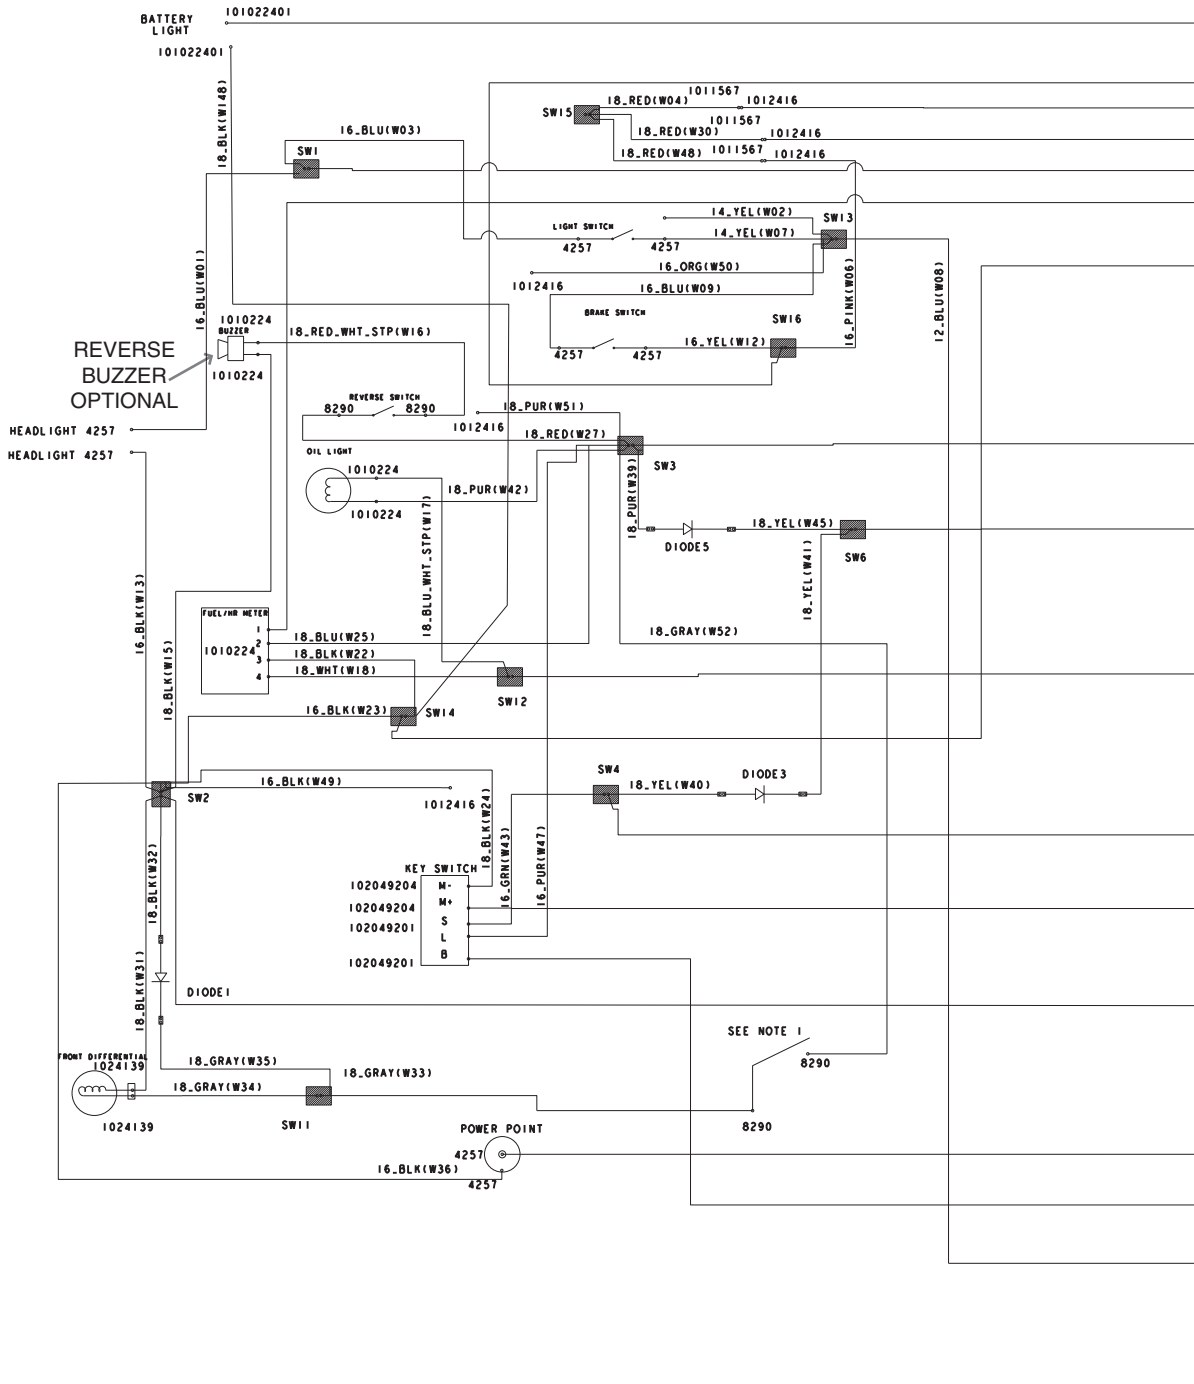 101022401
BATTERY
LIGHT
101022401
18_BLK(W148)
1011567
18_RED(W04)
1012416
SW15
1011567
18_RED(W30)
1012416
18_RED(W48)
1011567
1012416
16_BLU(W03)
SW1
14_YEL(W02)
SW13
LIGHT SWITCH
14_YEL(W07)
4257
4257
16_ORG(W50)
1012416
16_BLU(W09)
16_PINK(W06)
12_BLU(W08)
16_BLU(W01)
BRAKE SWITCH
SW16
16_YEL(W12)
4257
4257
1010224
BUZZER
18_RED_WHT_STP(W16)
REVERSE
BUZZER
OPTIONAL
1010224
REVERSE SWITCH
8290
8290
18_PUR(W51)
1012416
HEADLIGHT 4257
HEADLIGHT 4257
18_RED(W27)
SW3
OIL LIGHT
1010224
18_PUR(W42)
1010224
18_PUR(W39)
18_BLU_WHT_STP(W17)
18_YEL(W45)
DIODE5
SW6
18_YEL(W41)
16_BLK(W13)
18_BLK(W15)
FUEL/HR METER
1
2
1010224
3
4
18_BLU(W25)
18_BLK(W22)
18_WHT(W18)
18_GRAY(W52)
SW12
16_BLK(W23)
SW14
SW2
16_BLK(W49)
1012416
18_BLK(W24)
SW4
18_YEL(W40)
DIODE3
16_GRN(W43)
16_PUR(W47)
18_BLK(W32)
KEY SWITCH
102049204
M-
102049204
M+
102049201
S
L
102049201
B
18_BLK(W31)
DIODE1
SEE NOTE 1
8290
FRONT DIFFERENTIAL
1024139
18_GRAY(W35)
18_GRAY(W33)
18_GRAY(W34)
1024139
SW11
8290
POWER POINT
4257
16_BLK(W36)
4257